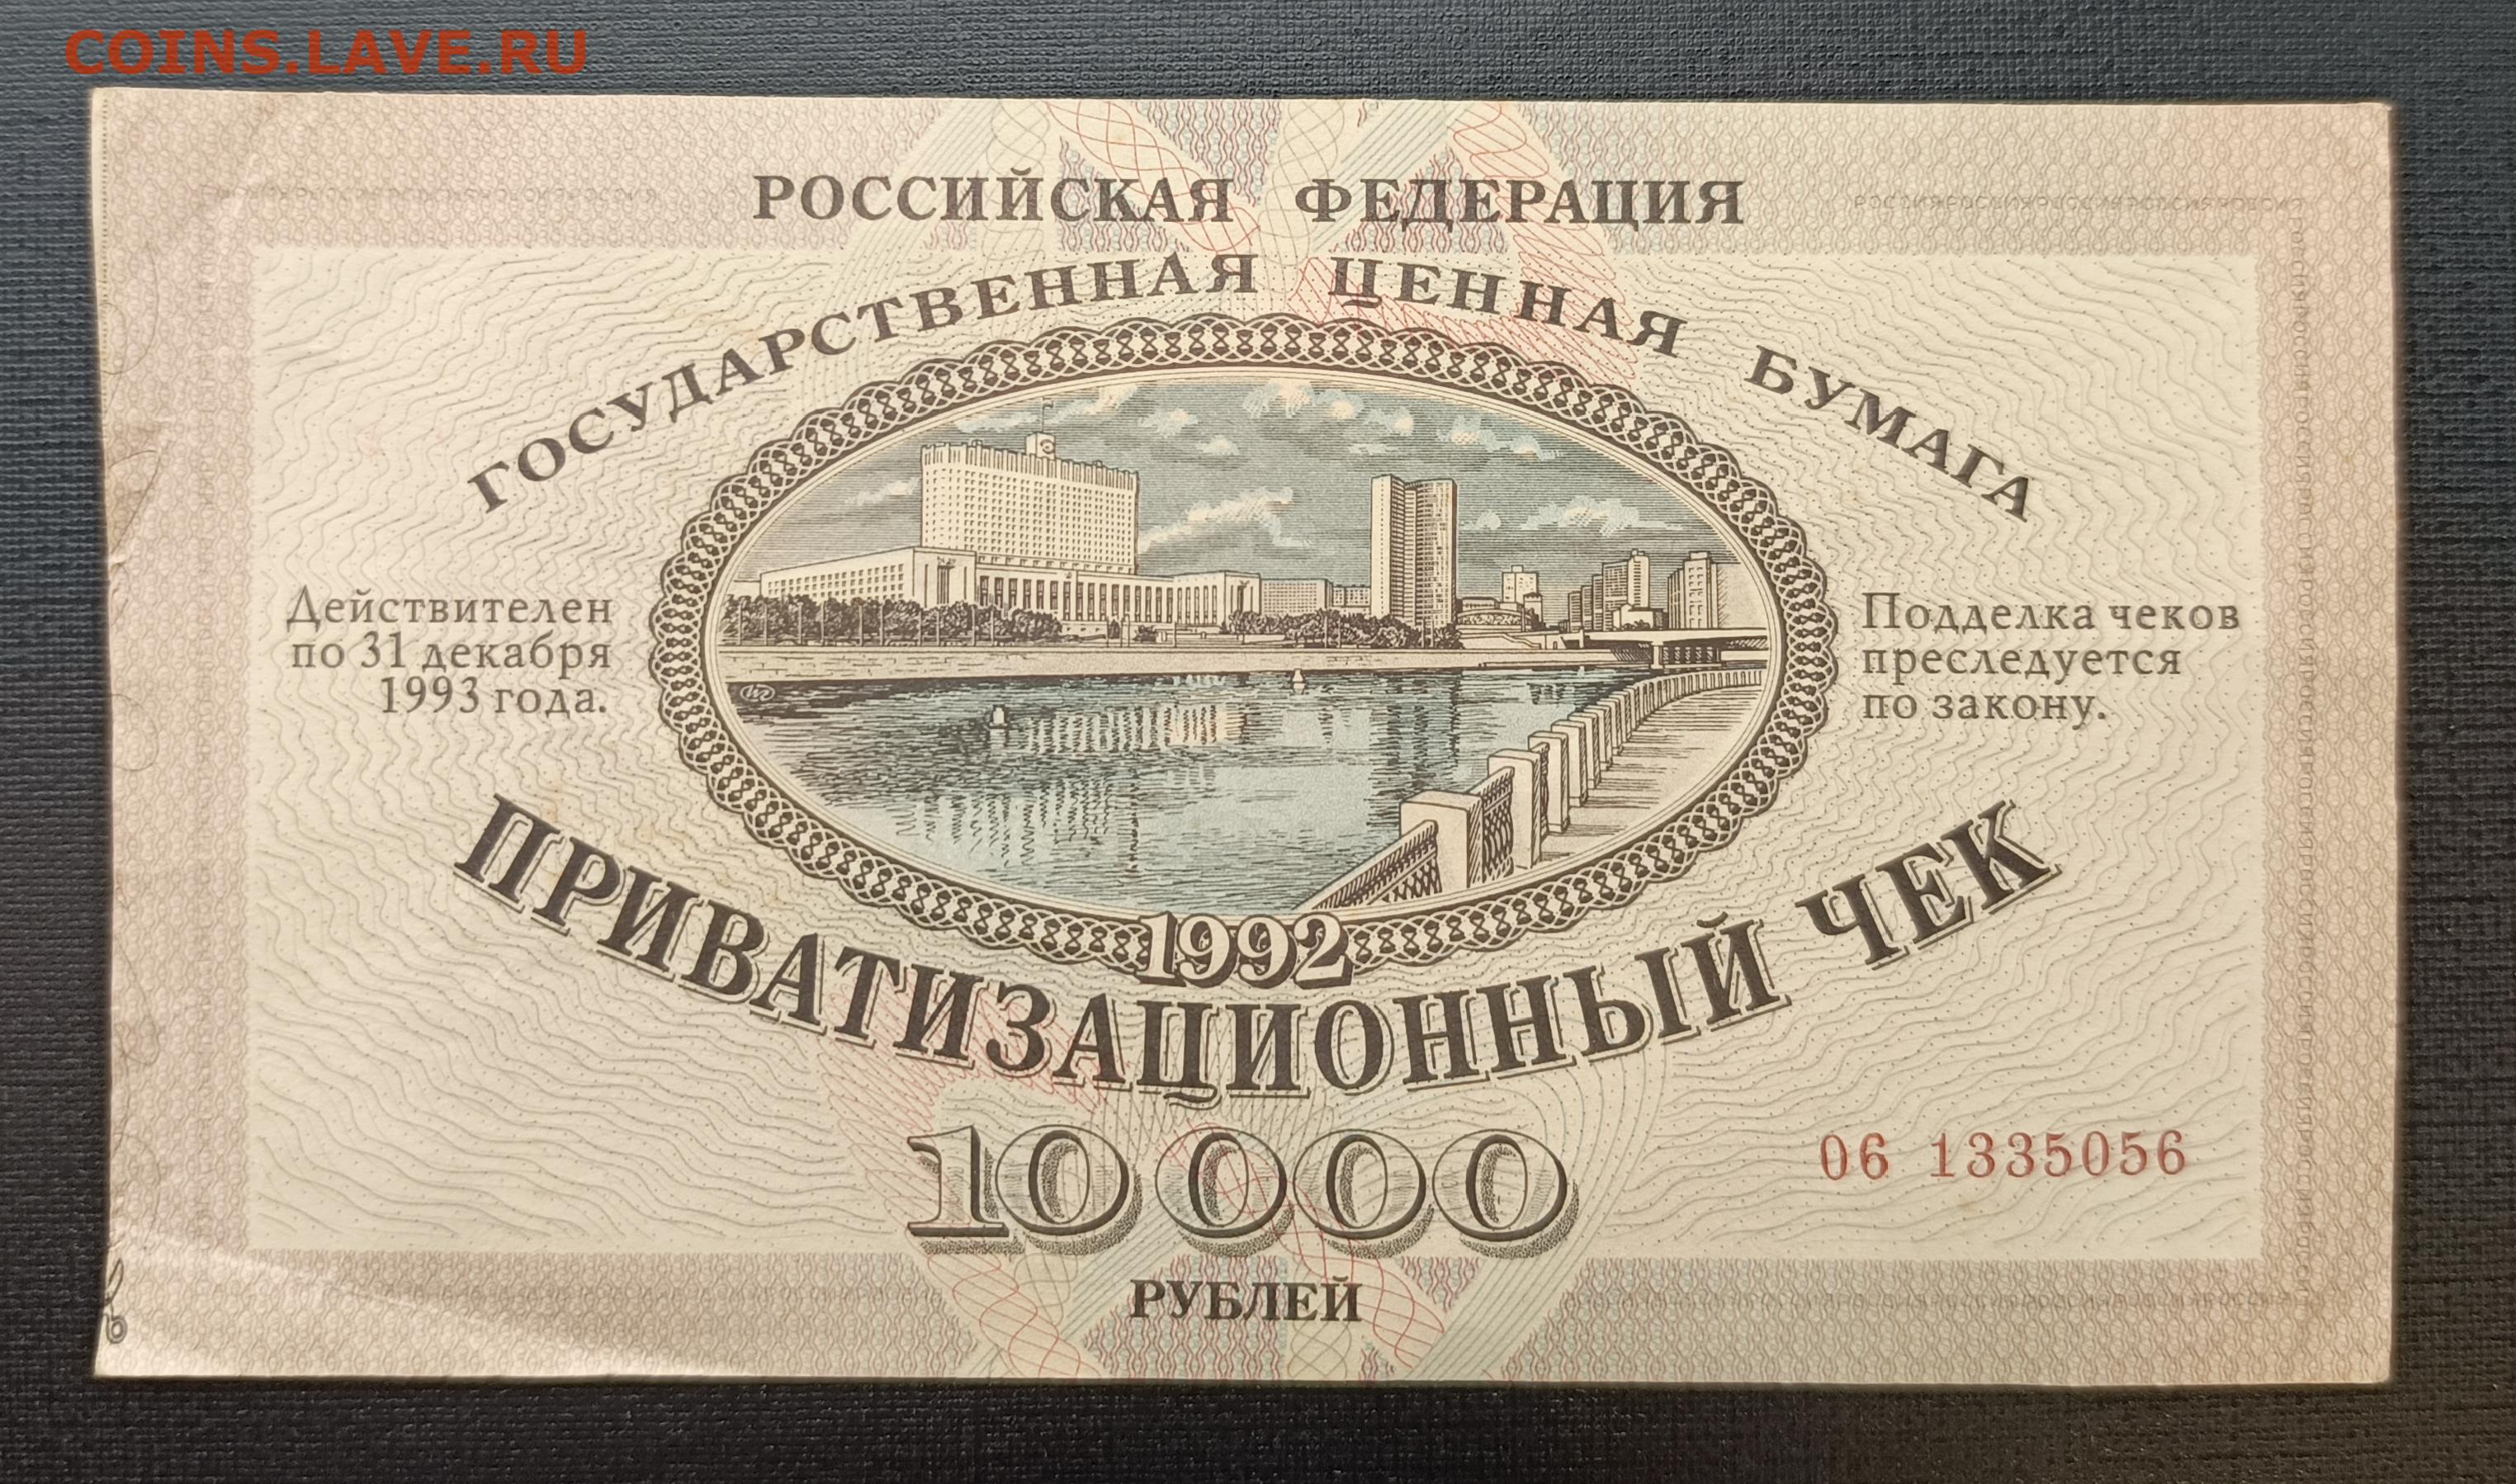 COINS.LAVE.RU
РОССИЙСКАЯ ФЕДЕРАЦИЯ
ГОСУДАРСТВЕННАЯ ЦЕННАЯ БУМАГА
Действителен
по 31 декабря
1993 года.
Подделка чеков
преследуется
по закону.
1992
ПРИВАТИЗАЦИОННЫЙ ЧЕК
10 000
06 1335056
РУБЛЕЙ